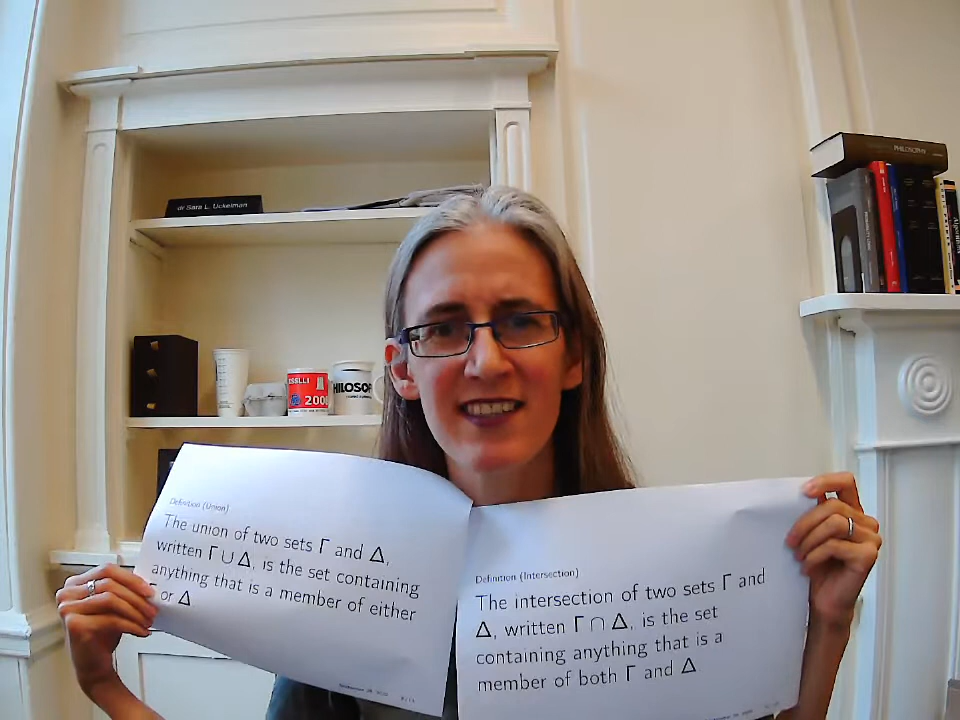 PHILOSOPHY
dr Sara L. Uckelman
ESSLLI
200
HILOSOP
Definition (Union)
The union of two sets Γ and Δ,
written Γ ∪ Δ, is the set containing
anything that is a member of either
or Δ
Definition (Intersection)
The intersection of two sets Γ and
Δ, written Γ ∩ Δ, is the set
containing anything that is a
member of both Γ and Δ